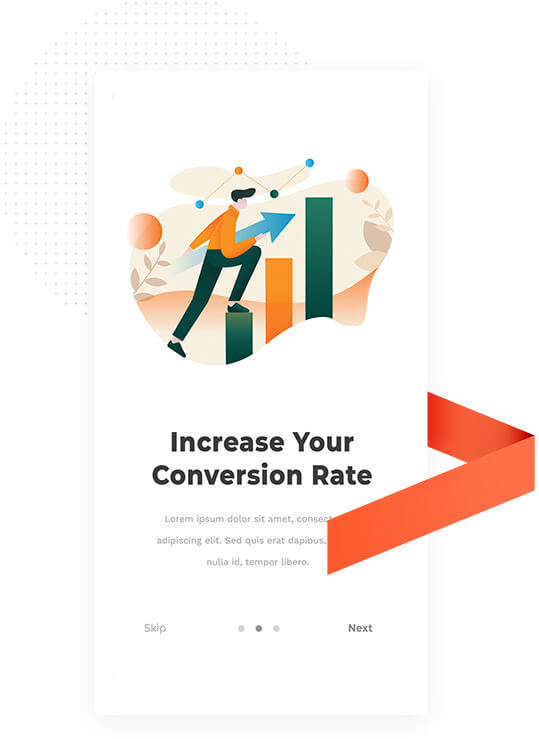 Increase Your
Conversion Rate
Lorem ipsum dolor sit amet,
adipiscing elit. Sed quis erat dapibus,
nulla id, tempor libero.
Skip
Next